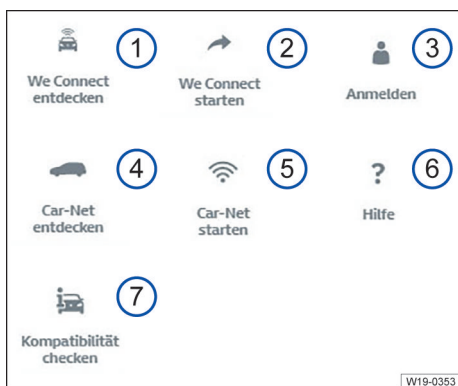 1
2
3
We Connect
entdecken
We Connect
starten
Anmelden
4
5
6
?
Car-Net
entdecken
Car-Net
starten
Hilfe
7
Kompatibilität
checken
W19-0353